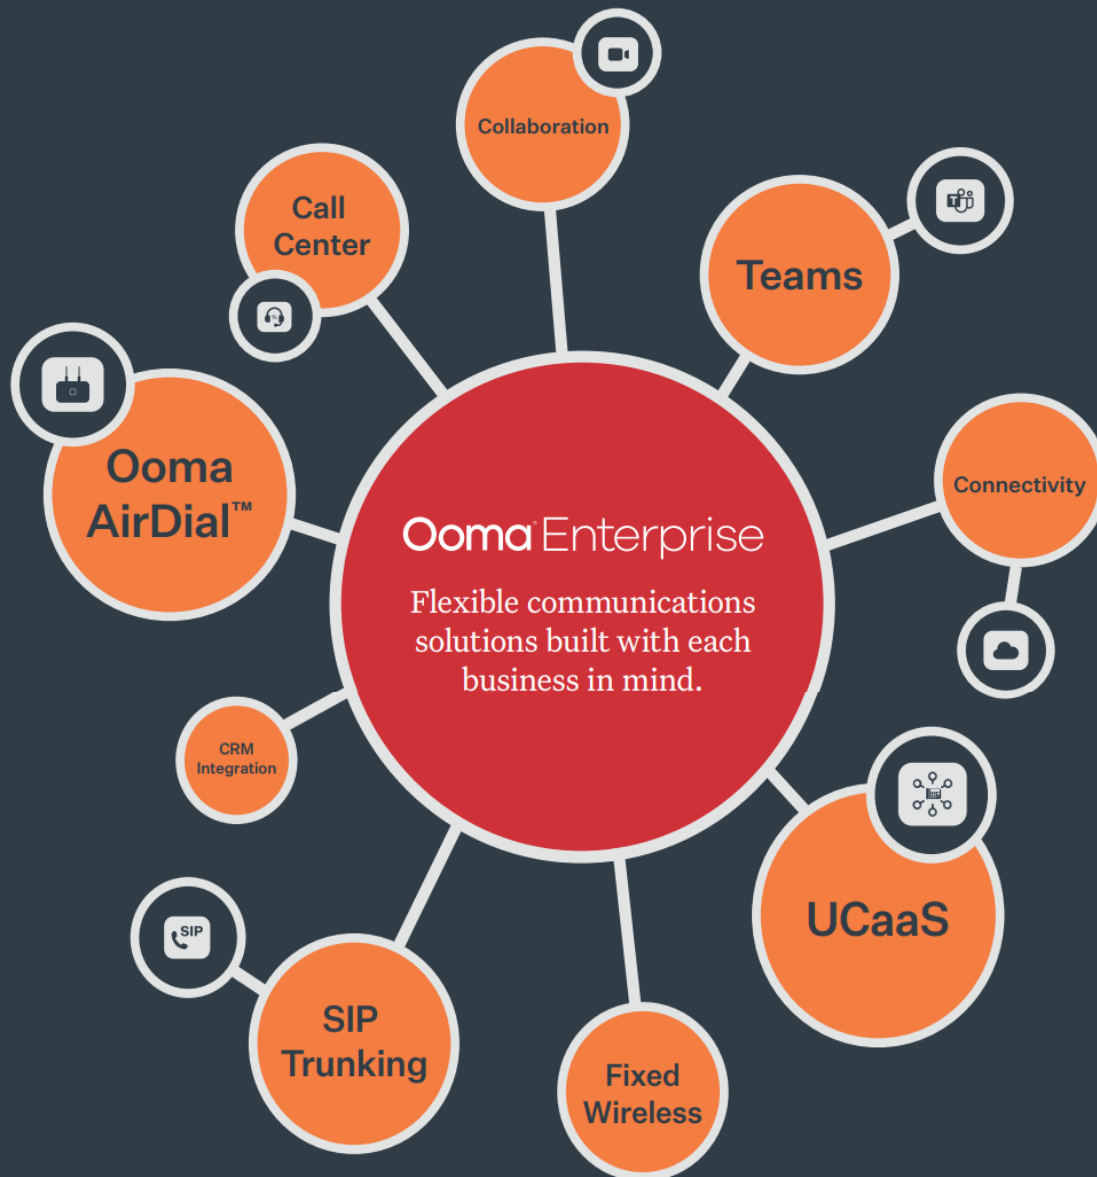 Collaboration
Call
Center
Teams
Ooma
AirDial™
Connectivity
Ooma® Enterprise
Flexible communications
solutions built with each
business in mind.
CRM
Integration
UCaaS
SIP
SIP
Trunking
Fixed
Wireless
T